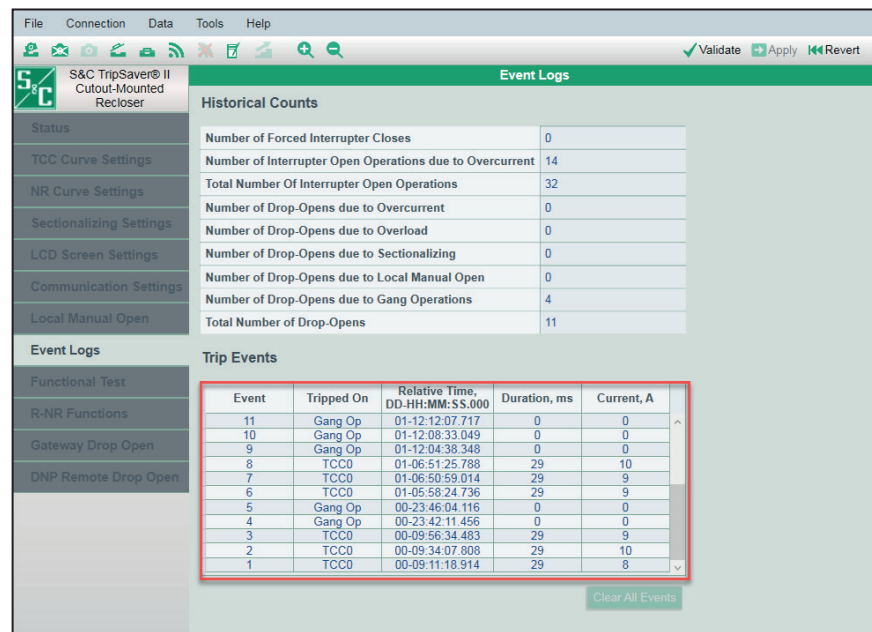 File Connection Data Tools Help
Validate Apply Revert
S&C
S&C TripSaver® II
Cutout-Mounted
Recloser
Status
TCC Curve Settings
NR Curve Settings
Sectionalizing Settings
LCD Screen Settings
Communication Settings
Local Manual Open
Event Logs
Functional Test
R-NR Functions
Gateway Drop Open
DNP Remote Drop Open
Event Logs
Historical Counts
Number of Forced Interrupter Closes 0
Number of Interrupter Open Operations due to Overcurrent 14
Total Number Of Interrupter Open Operations 32
Number of Drop-Opens due to Overcurrent 0
Number of Drop-Opens due to Overload 0
Number of Drop-Opens due to Sectionalizing 0
Number of Drop-Opens due to Local Manual Open 0
Number of Drop-Opens due to Gang Operations 4
Total Number of Drop-Opens 11
Trip Events
Event Tripped On Relative Time, DD-HH:MM:SS.000 Duration, ms Current, A
11 Gang Op 01-12:12:07.717 0 0
10 Gang Op 01-12:08:33.049 0 0
9 Gang Op 01-12:04:38.348 0 0
8 TCC0 01-06:51:25.788 29 10
7 TCC0 01-06:50:59.014 29 9
6 TCC0 01-05:58:24.736 29 9
5 Gang Op 00-23:46:04.116 0 0
4 Gang Op 00-23:42:11.456 0 0
3 TCC0 00-09:56:34.483 29 9
2 TCC0 00-09:34:07.808 29 10
1 TCC0 00-09:11:18.914 29 8
Clear All Events